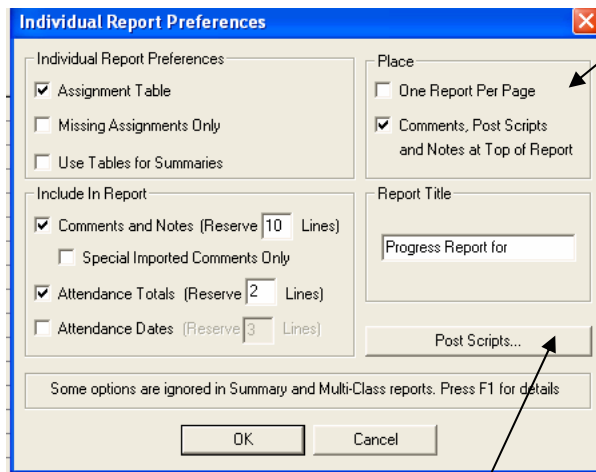 Individual Report Preferences
Individual Report Preferences
Assignment Table
Missing Assignments Only
Use Tables for Summaries
Place
One Report Per Page
Comments, Post Scripts
and Notes at Top of Report
Include In Report
Comments and Notes (Reserve 10 Lines)
Special Imported Comments Only
Attendance Totals (Reserve 2 Lines)
Attendance Dates (Reserve 3 Lines)
Report Title
Progress Report for
Post Scripts...
Some options are ignored in Summary and Multi-Class reports. Press F1 for details
OK
Cancel